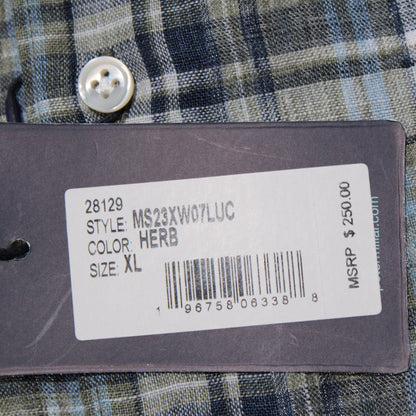 28129
STYLE: MS23XW07LUC
COLOR: HERB
SIZE: XL
1 96758 06338 8
MSRP $ 250.00